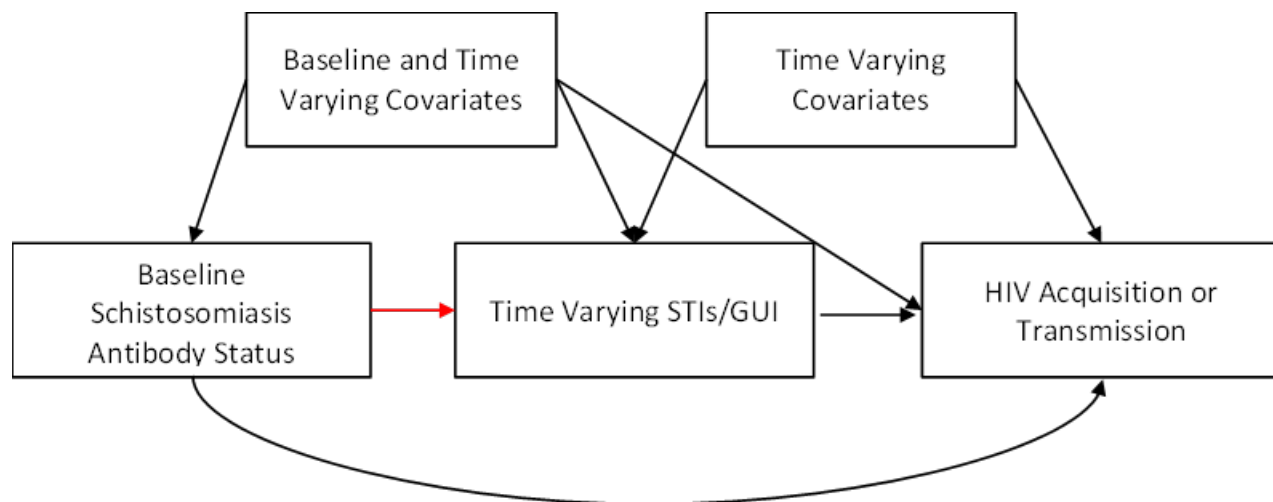 Baseline and Time
Varying Covariates
Time Varying
Covariates
Baseline
Schistosomiasis
Antibody Status
Time Varying STIs/GUI
HIV Acquisition or
Transmission